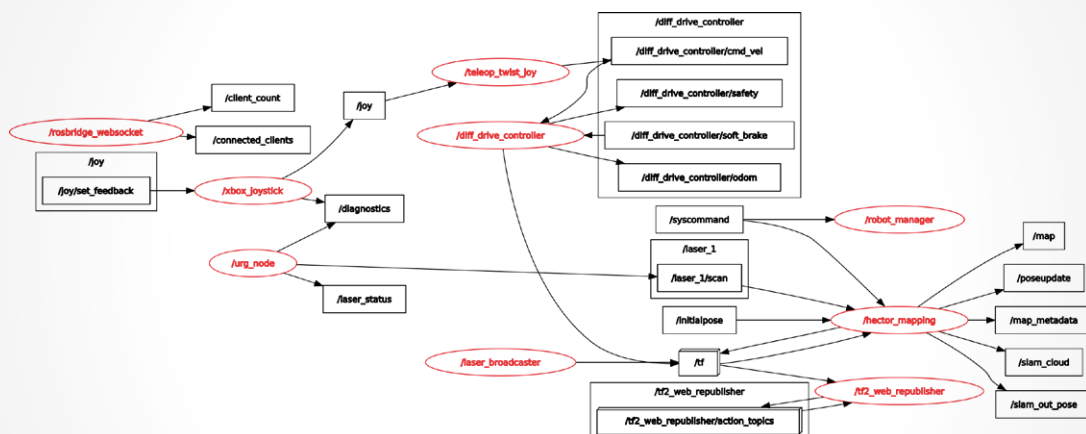 /rosbridge_websocket
/client_count
/connected_clients
/joy
/joy/set_feedback
/xbox_joystick
/joy
/diagnostics
/urg_node
/laser_status
/teleop_twist_joy
/diff_drive_controller
/diff_drive_controller
/diff_drive_controller/cmd_vel
/diff_drive_controller/safety
/diff_drive_controller/soft_brake
/diff_drive_controller/odom
/syscommand
/robot_manager
/laser_1
/laser_1/scan
/initialpose
/hector_mapping
/laser_broadcaster
/tf
/tf2_web_republisher
/tf2_web_republisher/action_topics
/tf2_web_republisher
/map
/poseupdate
/map_metadata
/slam_cloud
/slam_out_pose